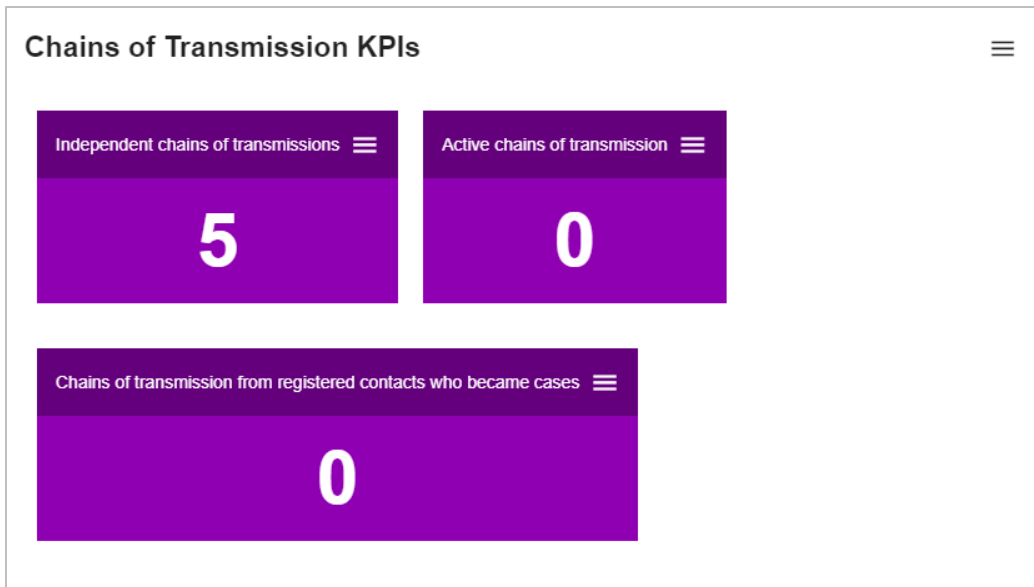 Chains of Transmission KPIs
Independent chains of transmissions
Active chains of transmission
5
0
Chains of transmission from registered contacts who became cases
0